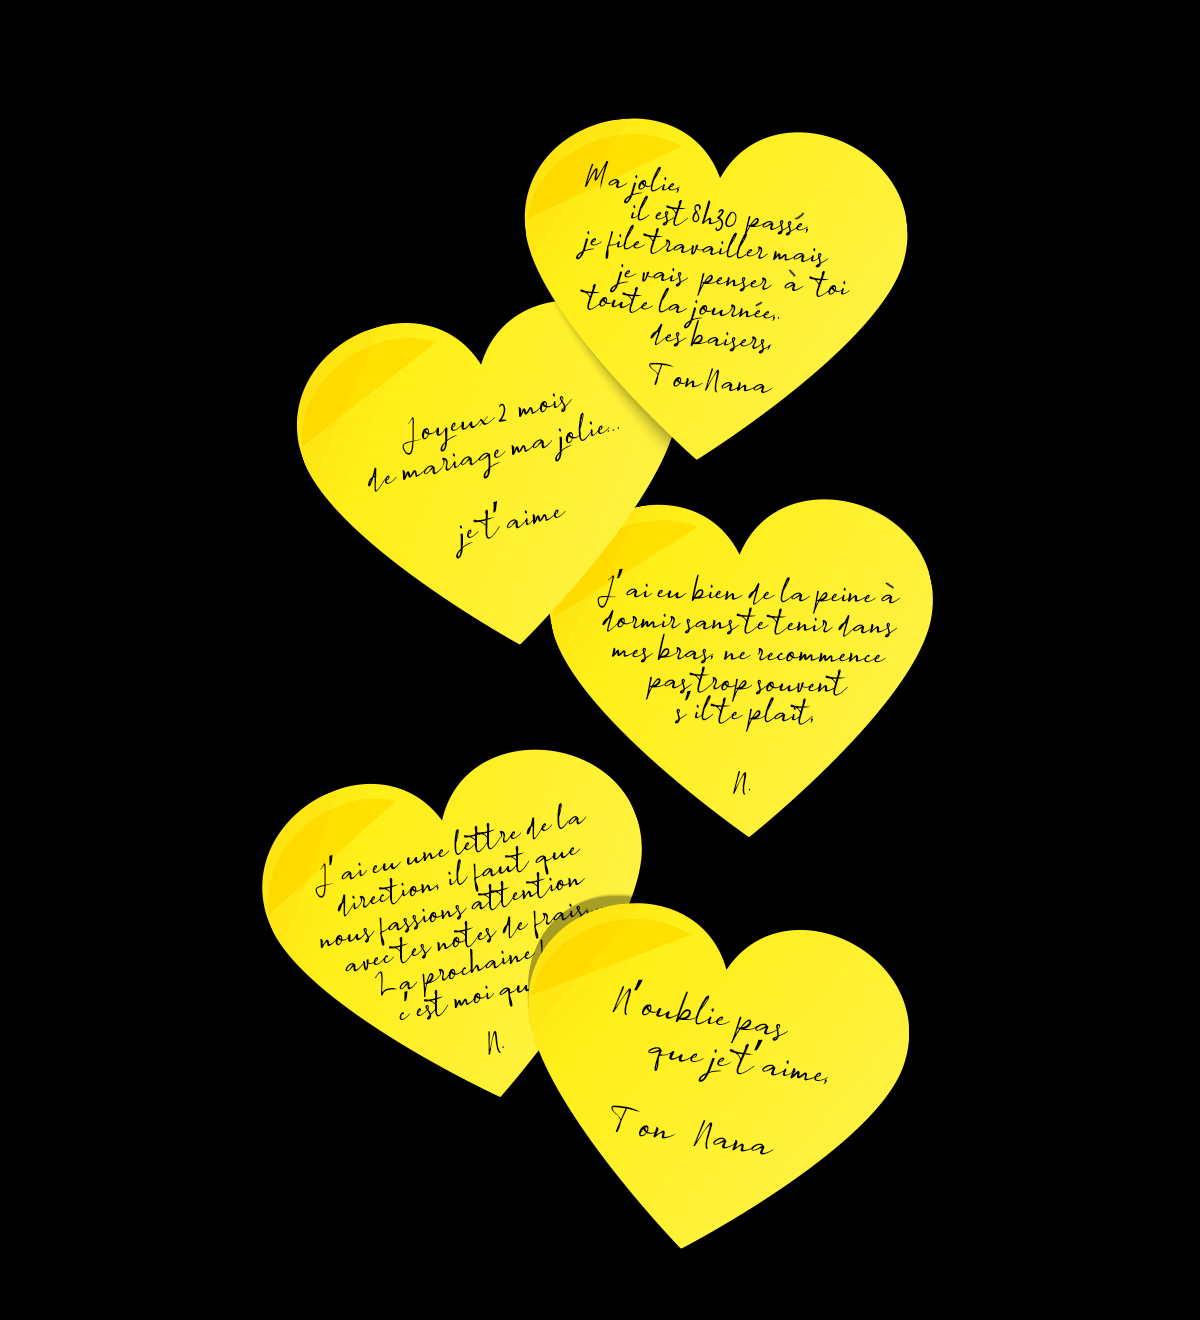 Ma jolie,
il est 8h30 passé,
je file travailler mais
je vais penser à toi
toute la journée,.
des baisers,
Ton Nana
Joyeux 2 mois
de mariage ma jolie...
je t'aime
J'ai eu bien de la peine à
dormir sans te tenir dans
mes bras, ne recommence
pas trop souvent
s'il te plaît,
N.
J'ai eu une lettre de la
direction, il faut que
nous fassions attention
avec tes notes de frais...
La prochaine
c'est moi qu
N.
N'oublie pas
que je t'aime,
Ton Nana